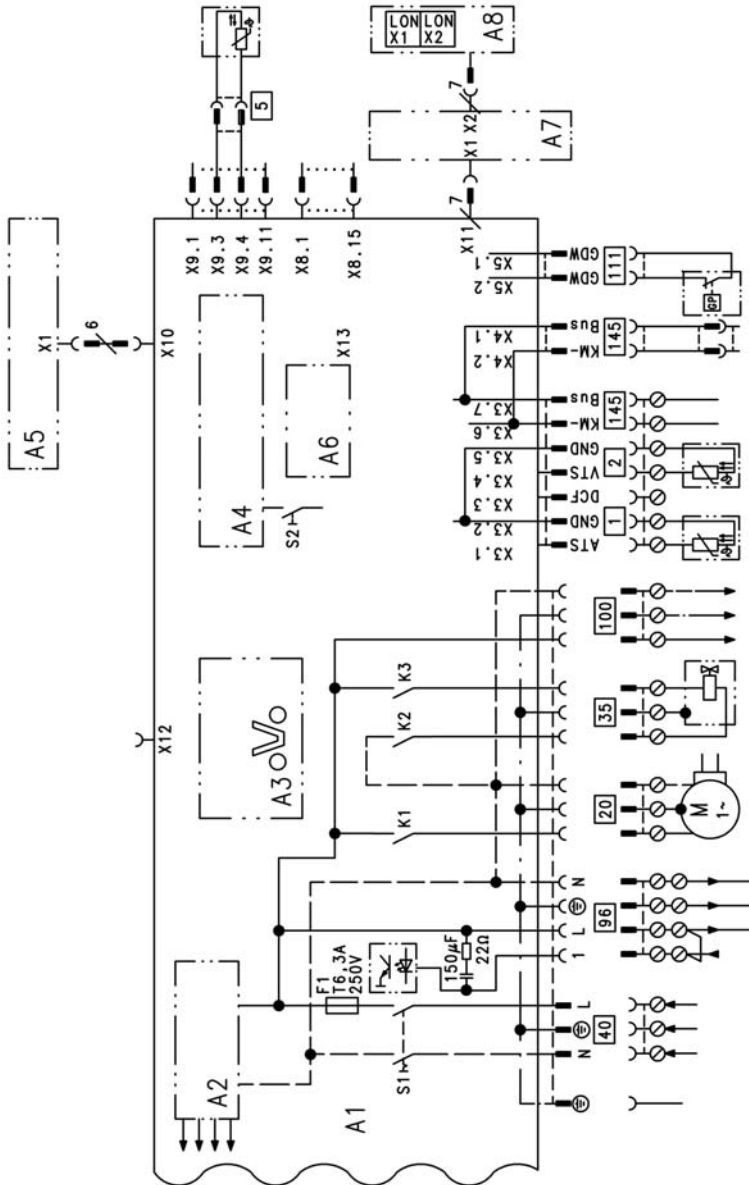 LON LON
X1 X2
A8
5
7
X1 X2
A7
A5
X1
6
X10
X9.1
X9.3
X9.4
X9.11
X8.1
X8.15
7
X11
A4
S2
X13
A6
X12
A3
A2
A1
F1
T6,3A
250V
S1
150µF
22Ω
K1
K2
K3
X5.1
X5.2
X4.1
X4.2
X3.7
X3.6
X3.5
X3.4
X3.3
X3.2
X3.1
GDW
GDW
Bus
KM-
Bus
KM-
GND
VTS
DCF
GND
ATS
111
145
145
2
1
GP
100
35
20
M
1~
N
L
1
96
L
N
40